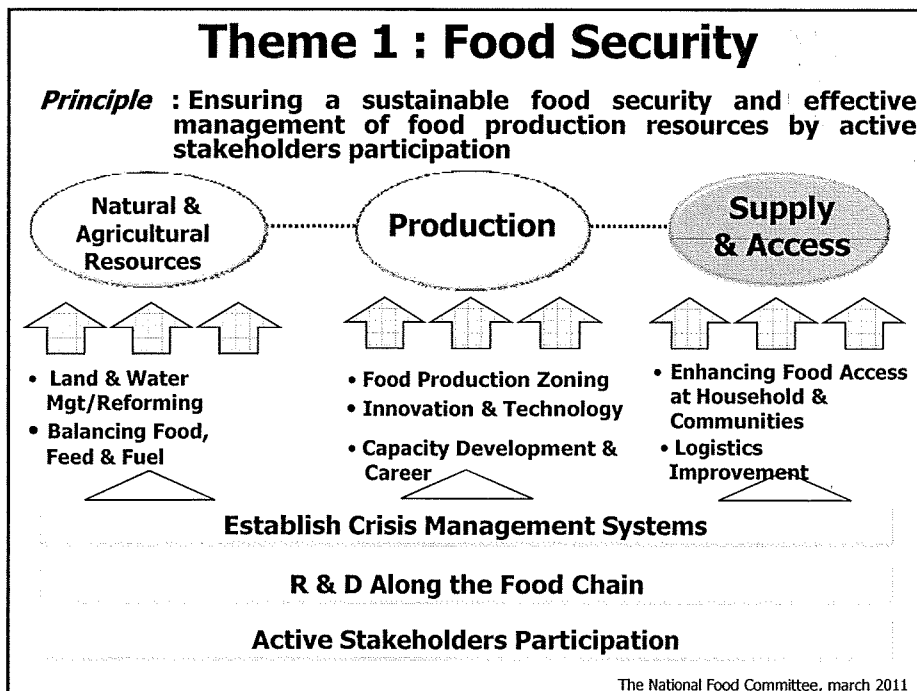 Theme 1 : Food Security
Principle : Ensuring a sustainable food security and effective
management of food production resources by active
stakeholders participation
Natural &
Agricultural
Resources
Production
Supply
& Access
• Land & Water
Mgt/Reforming
• Balancing Food,
Feed & Fuel
• Food Production Zoning
• Innovation & Technology
• Capacity Development &
Career
• Enhancing Food Access
at Household &
Communities
• Logistics
Improvement
Establish Crisis Management Systems
R & D Along the Food Chain
Active Stakeholders Participation
The National Food Committee, march 2011